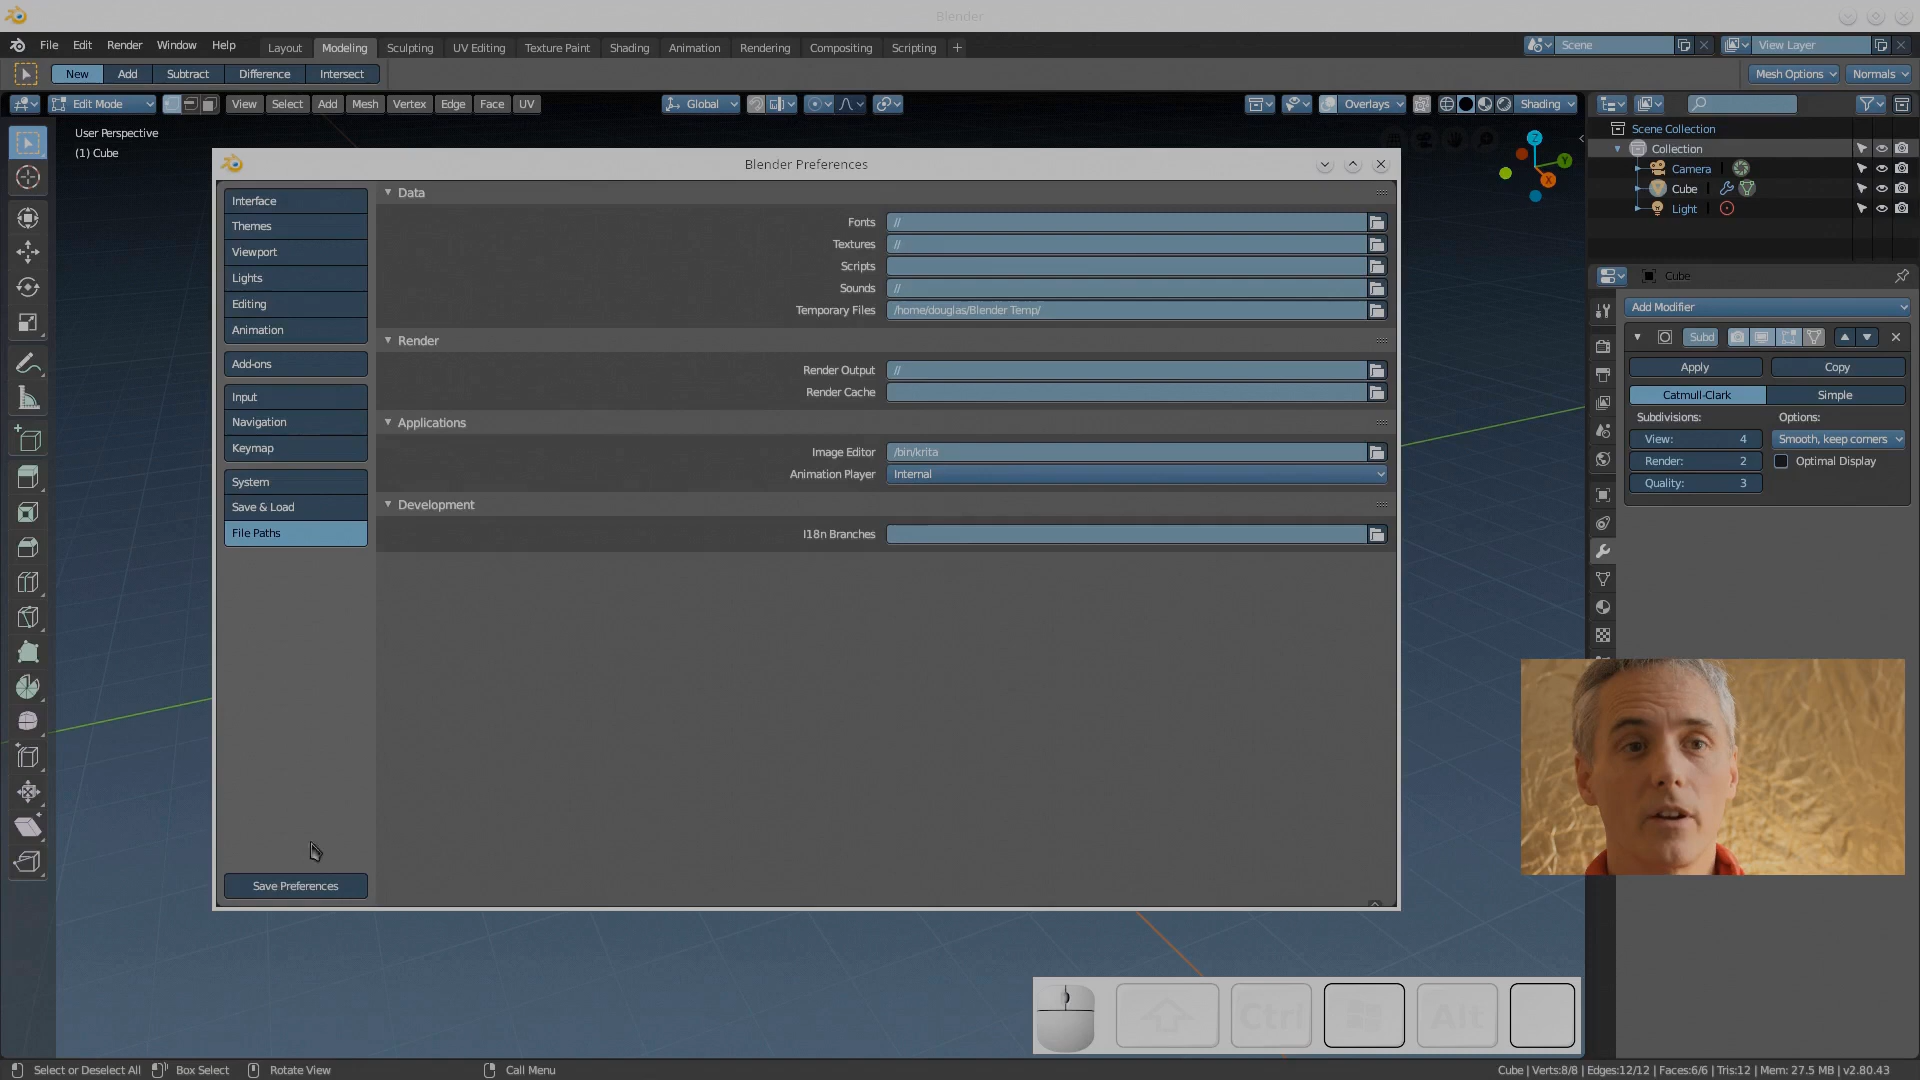 Blender
File Edit Render Window Help
Layout Modeling Sculpting UV Editing Texture Paint Shading Animation Rendering Compositing Scripting +
Scene
View Layer
New Add Subtract Difference Intersect
Mesh Options Normals
Edit Mode View Select Add Mesh Vertex Edge Face UV
Global
Overlays
Shading
User Perspective
(1) Cube
Z
Y
X
Scene Collection
Collection
Camera
Cube
Light
Blender Preferences
Interface
Themes
Viewport
Lights
Editing
Animation
Add-ons
Input
Navigation
Keymap
System
Save & Load
File Paths
Save Preferences
Data
Fonts //
Textures //
Scripts
Sounds //
Temporary Files /home/douglas/Blender Temp/
Render
Render Output //
Render Cache
Applications
Image Editor /bin/krita
Animation Player Internal
Development
I18n Branches
Cube
Add Modifier
Subd
Apply Copy
Catmull-Clark Simple
Subdivisions: Options:
View: 4 Smooth, keep corners
Render: 2 Optimal Display
Quality: 3
Ctrl
Alt
Select or Deselect All Box Select Rotate View Call Menu
Cube | Verts:8/8 | Edges:12/12 | Faces:6/6 | Tris:12 | Mem: 27.5 MB | v2.80.43